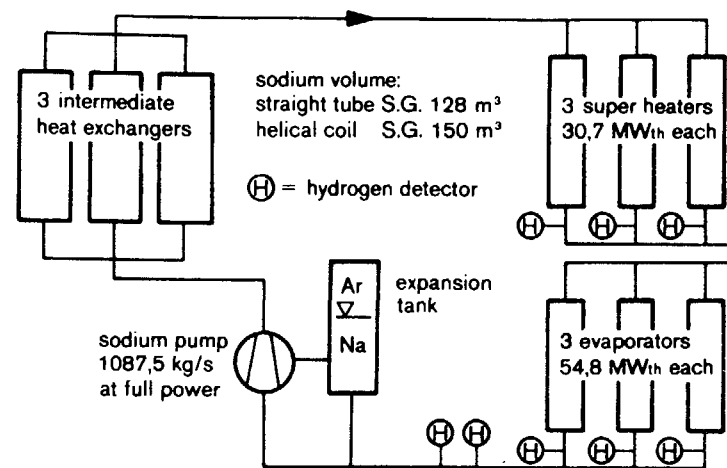 3 intermediate
heat exchangers
sodium volume:
straight tube S.G. 128 m³
helical coil S.G. 150 m³
Ⓗ = hydrogen detector
3 super heaters
30,7 MWth each
Ⓗ Ⓗ Ⓗ
Ar
Na
expansion
tank
sodium pump
1087,5 kg/s
at full power
3 evaporators
54,8 MWth each
Ⓗ Ⓗ
Ⓗ Ⓗ Ⓗ